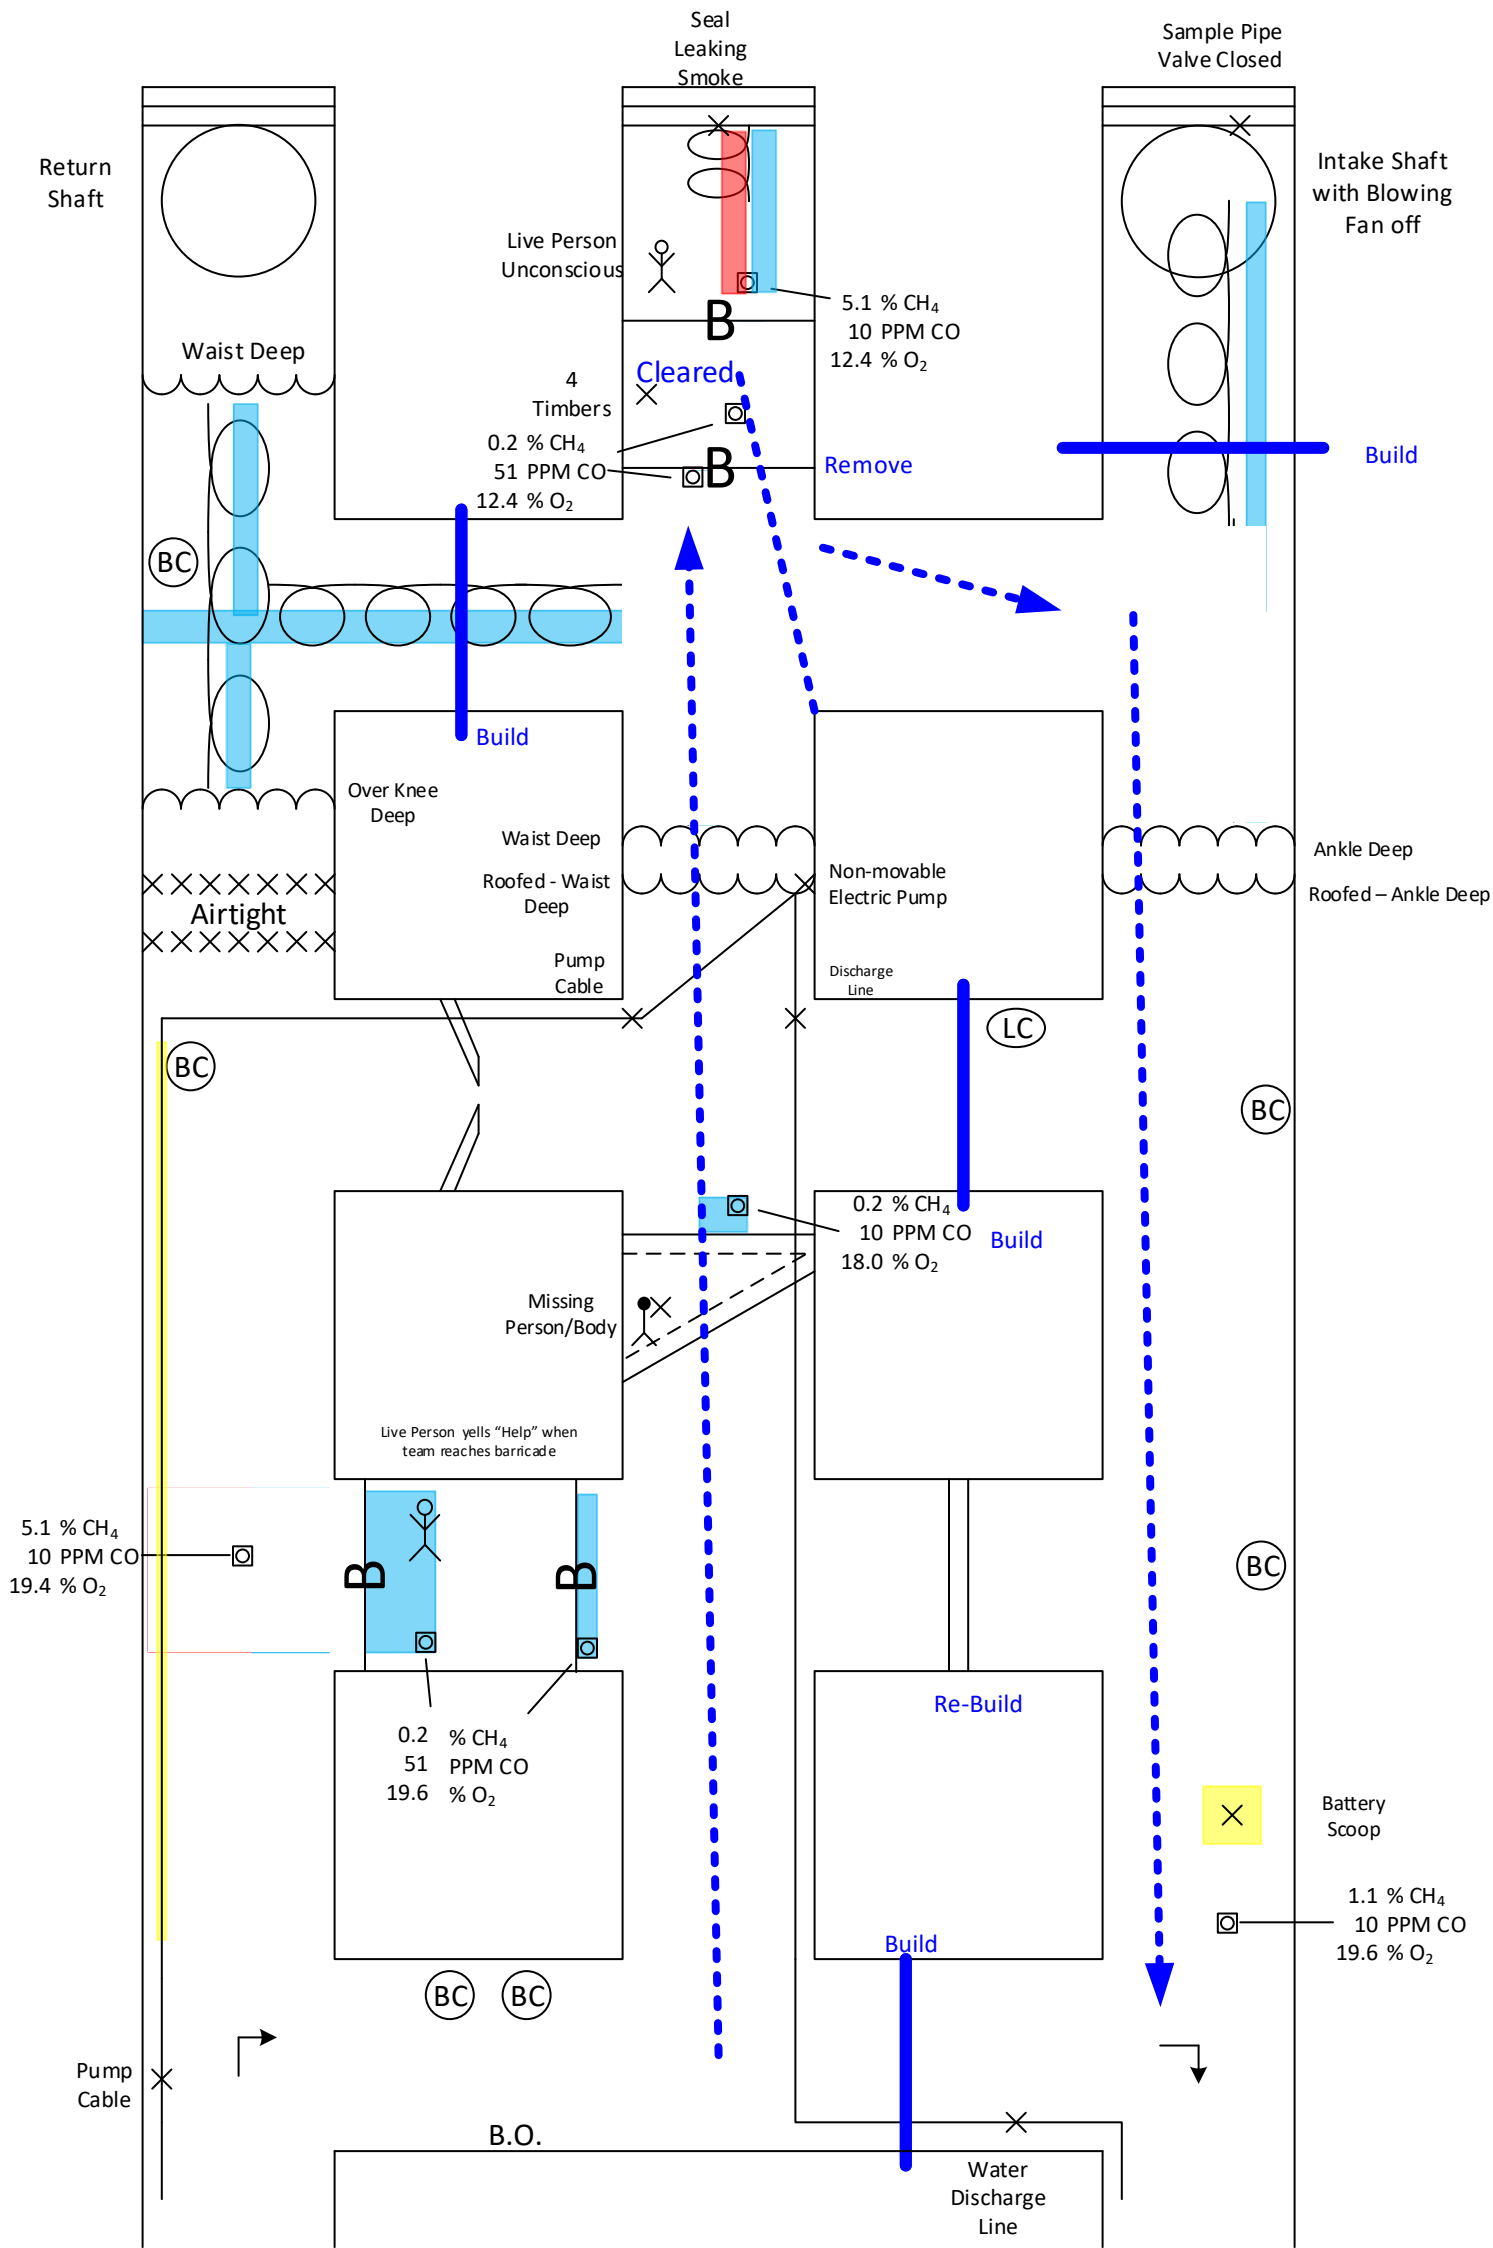 Seal
Leaking
Smoke
Sample Pipe
Valve Closed
Return
Shaft
Intake Shaft
with Blowing
Fan off
Live Person
Unconscious
5.1 % CH₄
10 PPM CO
12.4 % O₂
B
Waist Deep
Cleared
4
Timbers
0.2 % CH₄
51 PPM CO
12.4 % O₂
B
Remove
Build
BC
Build
Over Knee
Deep
Waist Deep
Roofed - Waist
Deep
Non-movable
Electric Pump
Ankle Deep
Roofed – Ankle Deep
Airtight
Pump
Cable
Discharge
Line
LC
BC
BC
0.2 % CH₄
10 PPM CO
18.0 % O₂
Build
Missing
Person/Body
Live Person yells “Help” when
team reaches barricade
5.1 % CH₄
10 PPM CO
19.4 % O₂
B
B
BC
0.2 % CH₄
51 PPM CO
19.6 % O₂
Re-Build
Battery
Scoop
1.1 % CH₄
10 PPM CO
19.6 % O₂
Build
BC
BC
Pump
Cable
B.O.
Water
Discharge
Line